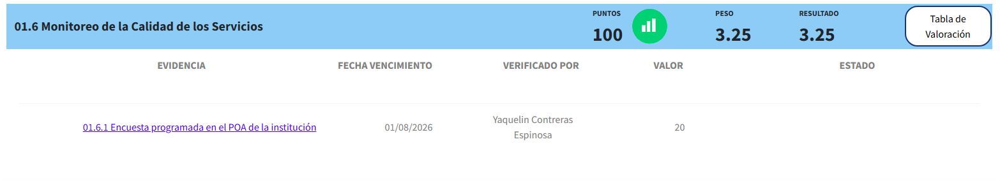 01.6 Monitoreo de la Calidad de los Servicios
PUNTOS
100
PESO
3.25
RESULTADO
3.25
Tabla de
Valoración
EVIDENCIA
FECHA VENCIMIENTO
VERIFICADO POR
VALOR
ESTADO
01.6.1 Encuesta programada en el POA de la institución
01/08/2026
Yaquelin Contreras
Espinosa
20